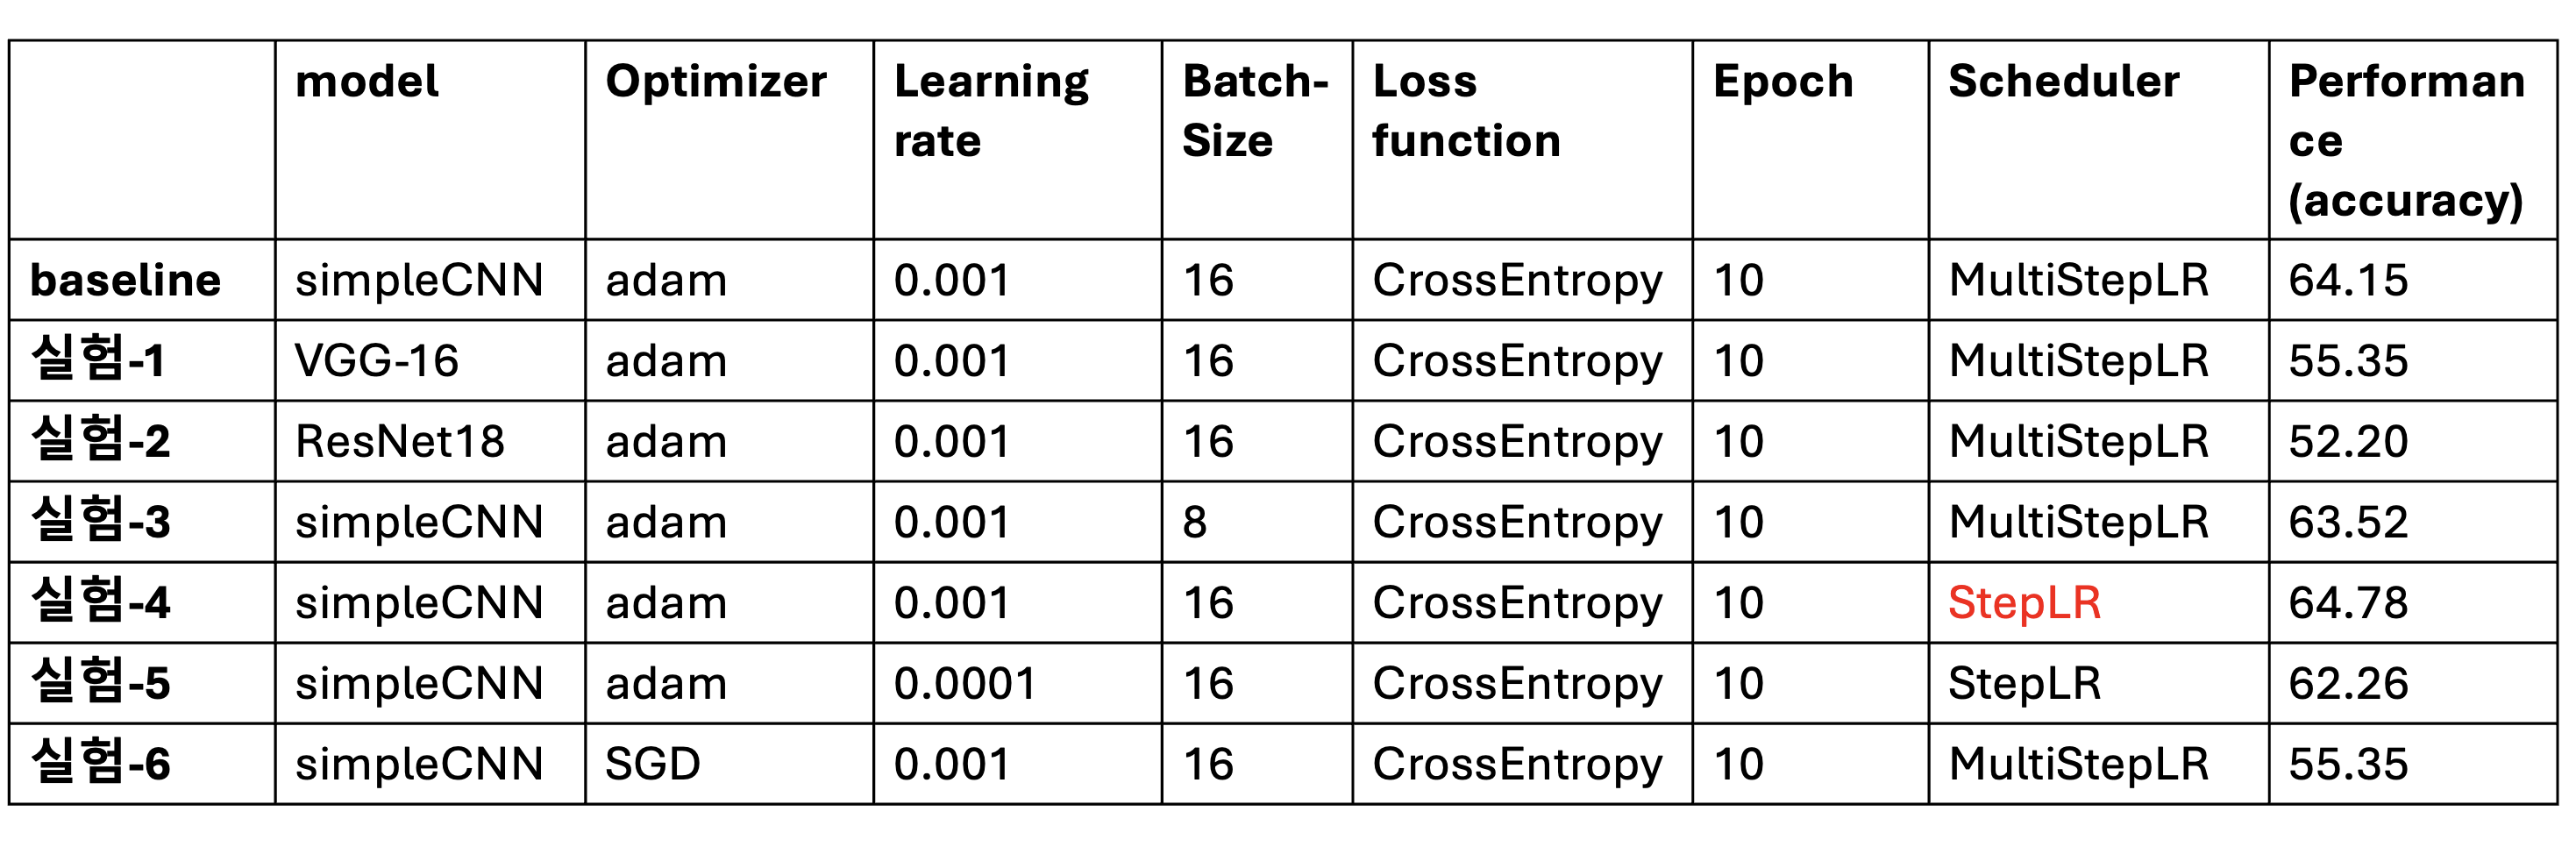 model Optimizer Learning rate Batch-Size Loss function Epoch Scheduler Performance (accuracy)
baseline simpleCNN adam 0.001 16 CrossEntropy 10 MultiStepLR 64.15
실험-1 VGG-16 adam 0.001 16 CrossEntropy 10 MultiStepLR 55.35
실험-2 ResNet18 adam 0.001 16 CrossEntropy 10 MultiStepLR 52.20
실험-3 simpleCNN adam 0.001 8 CrossEntropy 10 MultiStepLR 63.52
실험-4 simpleCNN adam 0.001 16 CrossEntropy 10 StepLR 64.78
실험-5 simpleCNN adam 0.0001 16 CrossEntropy 10 StepLR 62.26
실험-6 simpleCNN SGD 0.001 16 CrossEntropy 10 MultiStepLR 55.35